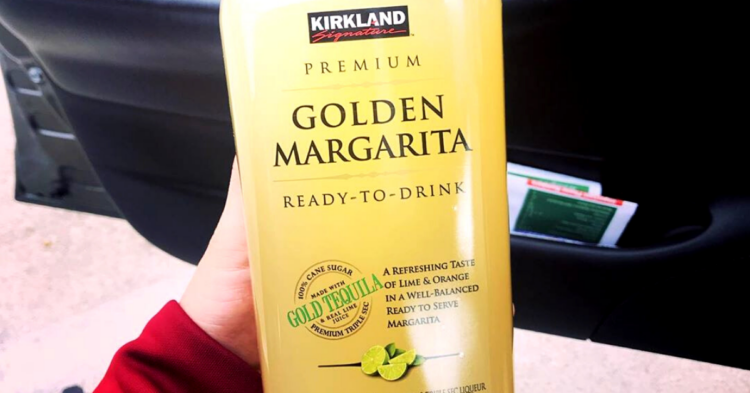 KIRKLAND
Signature
PREMIUM
GOLDEN
MARGARITA
READY-TO-DRINK
100% CANE SUGAR
MADE WITH
GOLD TEQUILA
& REAL LIME
JUICE
PREMIUM TRIPLE SEC
A REFRESHING TASTE
OF LIME & ORANGE
IN A WELL-BALANCED
READY TO SERVE
MARGARITA
LIQUEUR